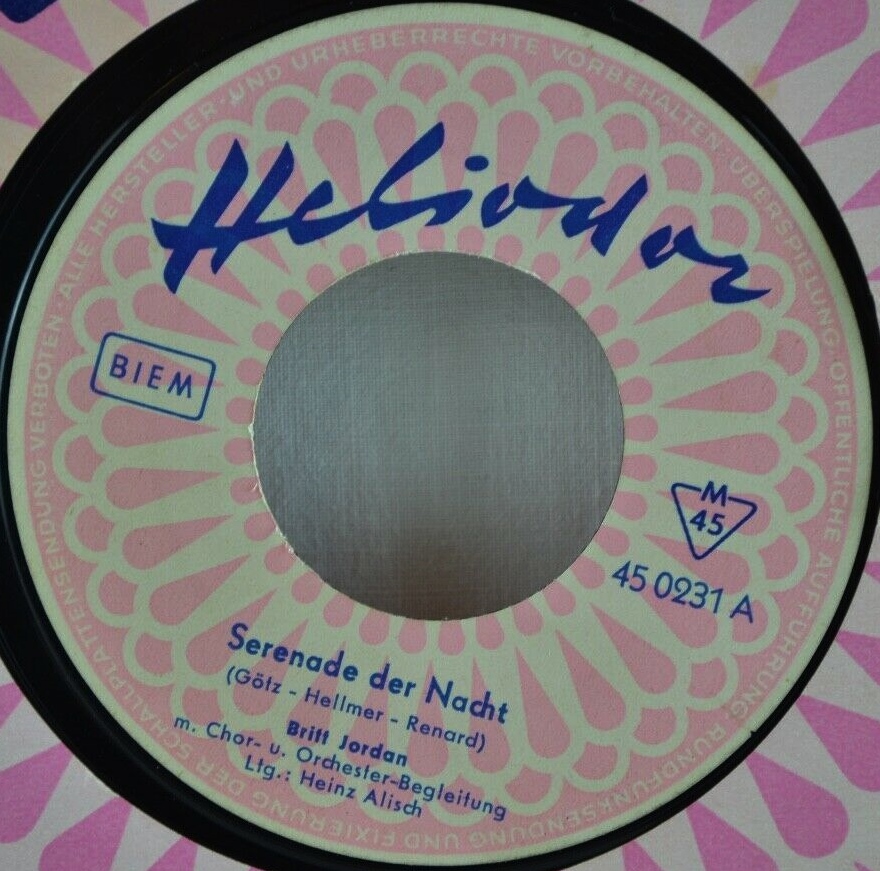 Heliodor
BIEM
M
45
45 0231 A
Serenade der Nacht
(Götz - Hellmer - Renard)
Britt Jordan
m. Chor- u. Orchester-Begleitung
Ltg.: Heinz Alisch
ALLE HERSTELLER- UND URHEBERRECHTE VORBEHALTEN · ÜBERSPIELUNG · ÖFFENTLICHE AUFFÜHRUNG · RUNDFUNKSENDUNG UND FIXIERUNG DER SCHALLPLATTENSENDUNG VERBOTEN ·